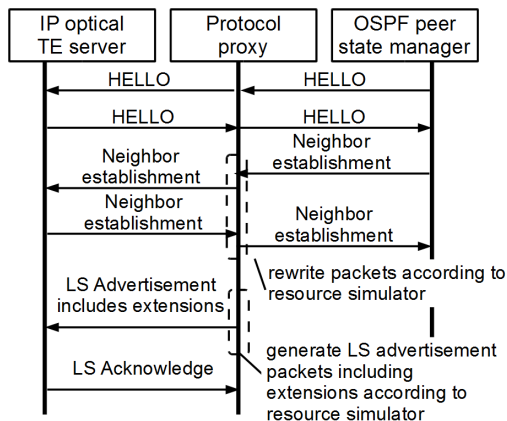 IP optical
TE server
Protocol
proxy
OSPF peer
state manager
HELLO
HELLO
HELLO
HELLO
Neighbor
establishment
Neighbor
establishment
Neighbor
establishment
Neighbor
establishment
rewrite packets according to
resource simulator
LS Advertisement
includes extensions
generate LS advertisement
packets including
extensions according to
resource simulator
LS Acknowledge